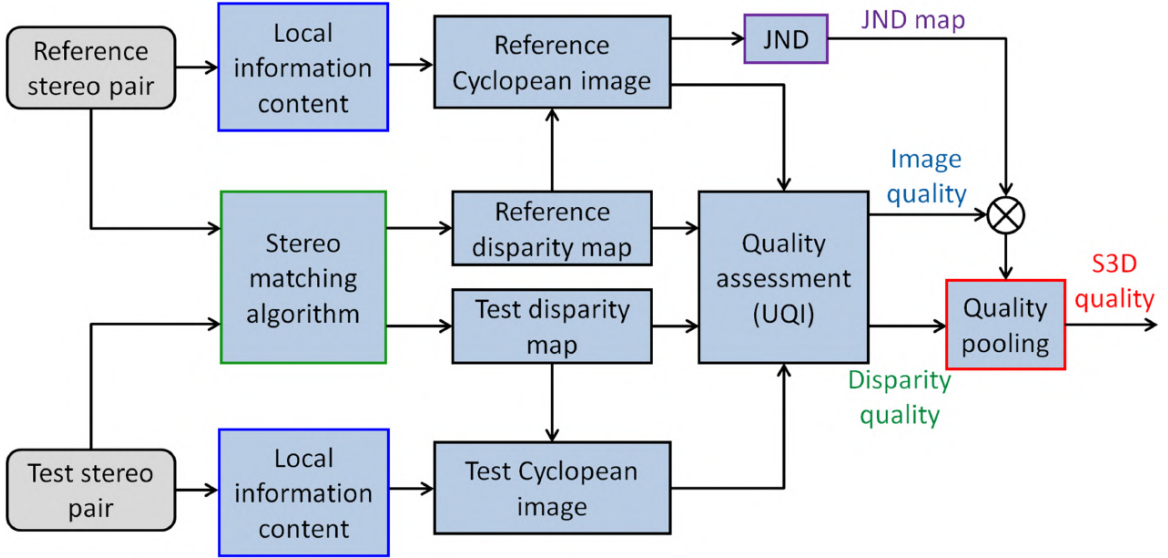 Reference
stereo pair
Local
information
content
Reference
Cyclopean image
JND
JND map
Image
quality
Stereo
matching
algorithm
Reference
disparity map
Test disparity
map
Quality
assessment
(UQI)
Quality
pooling
S3D
quality
Disparity
quality
Test stereo
pair
Local
information
content
Test Cyclopean
image